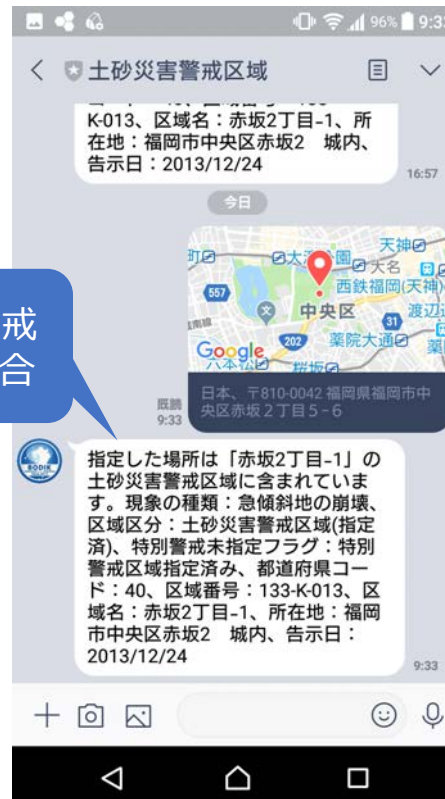 96% 9:33
土砂災害警戒区域
K-013、区域名：赤坂2丁目-1、所
在地：福岡市中央区赤坂2　城内、
告示日：2013/12/24
16:57
今日
天神
大名
557
西鉄福岡(天神)
中央区
31
渡辺通
Google
202
薬院大通
桜坂
日本、〒810-0042 福岡県福岡市中
央区赤坂２丁目５−６
既読
9:33
戒
合
BODIK
指定した場所は「赤坂2丁目-1」の
土砂災害警戒区域に含まれていま
す。現象の種類：急傾斜地の崩壊、
区域区分：土砂災害警戒区域(指定
済)、特別警戒未指定フラグ：特別
警戒区域指定済み、都道府県コー
ド：40、区域番号：133-K-013、区
域名：赤坂2丁目-1、所在地：福岡
市中央区赤坂2　城内、告示日：
2013/12/24
9:33